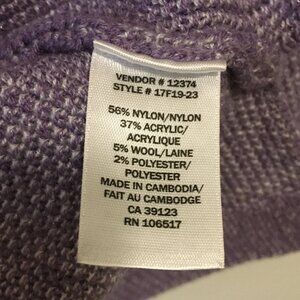 VENDOR # 12374
STYLE # 17F19-23
56% NYLON/NYLON
37% ACRYLIC/
ACRYLIQUE
5% WOOL/LAINE
2% POLYESTER/
POLYESTER
MADE IN CAMBODIA/
FAIT AU CAMBODGE
CA 39123
RN 106517